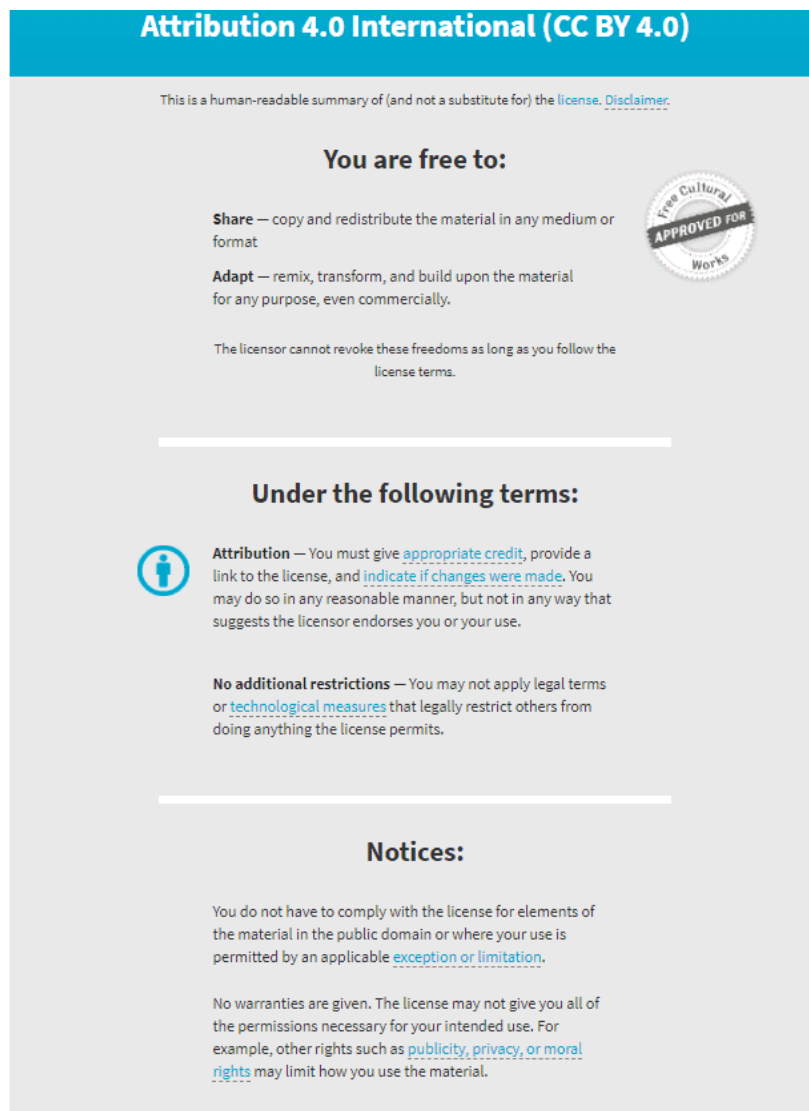 Attribution 4.0 International (CC BY 4.0)
This is a human-readable summary of (and not a substitute for) the license. Disclaimer.
You are free to:
Share — copy and redistribute the material in any medium or
format
Adapt — remix, transform, and build upon the material
for any purpose, even commercially.
The licensor cannot revoke these freedoms as long as you follow the
license terms.
Free Cultural
APPROVED FOR
Works
Under the following terms:
Attribution — You must give appropriate credit, provide a
link to the license, and indicate if changes were made. You
may do so in any reasonable manner, but not in any way that
suggests the licensor endorses you or your use.
No additional restrictions — You may not apply legal terms
or technological measures that legally restrict others from
doing anything the license permits.
Notices:
You do not have to comply with the license for elements of
the material in the public domain or where your use is
permitted by an applicable exception or limitation.
No warranties are given. The license may not give you all of
the permissions necessary for your intended use. For
example, other rights such as publicity, privacy, or moral
rights may limit how you use the material.